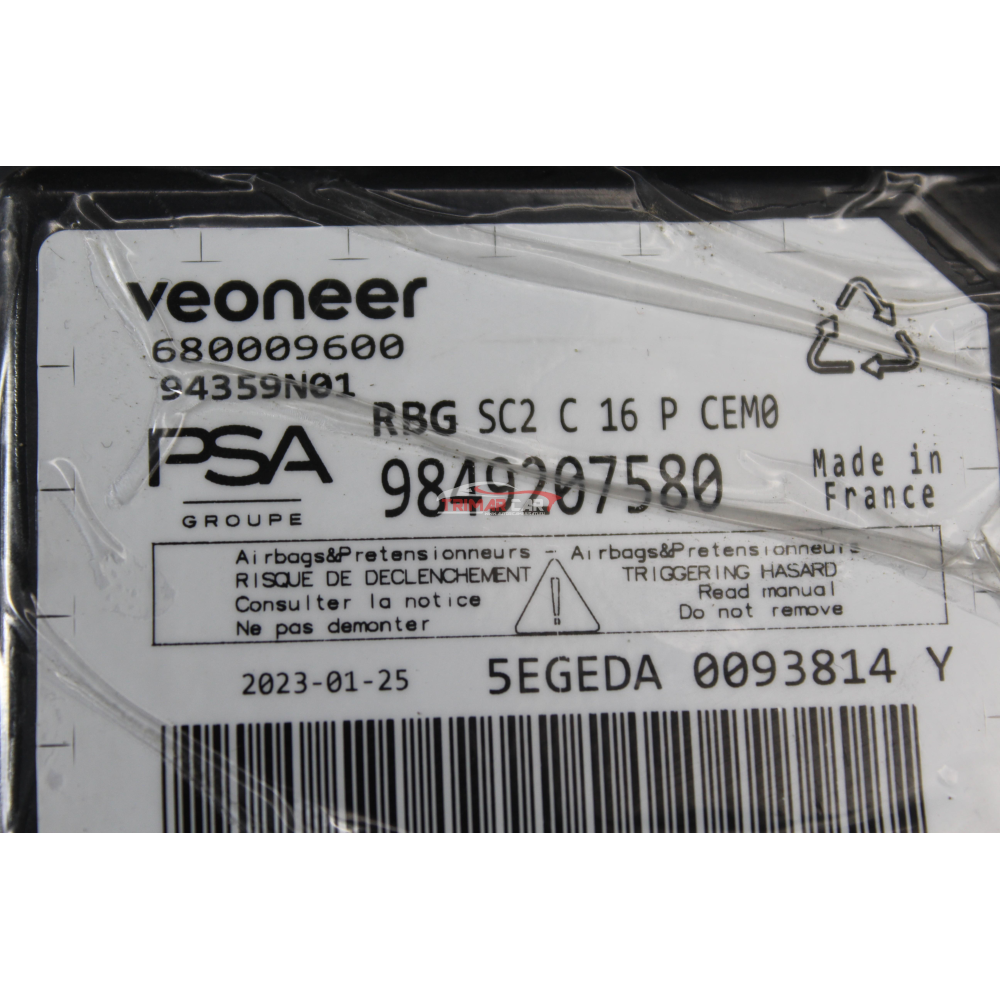 veoneer
680009600
94359N01
RBG SC2 C 16 P CEM0
PSA
GROUPE
9849207580
TRIMAR CAR
Made in
France
Airbags&Pretensionneurs - Airbags&Pretensionneurs
RISQUE DE DECLENCHEMENT TRIGGERING HASARD
Consulter la notice Read manual
Ne pas demonter Do not remove
2023-01-25 5EGEDA 0093814 Y